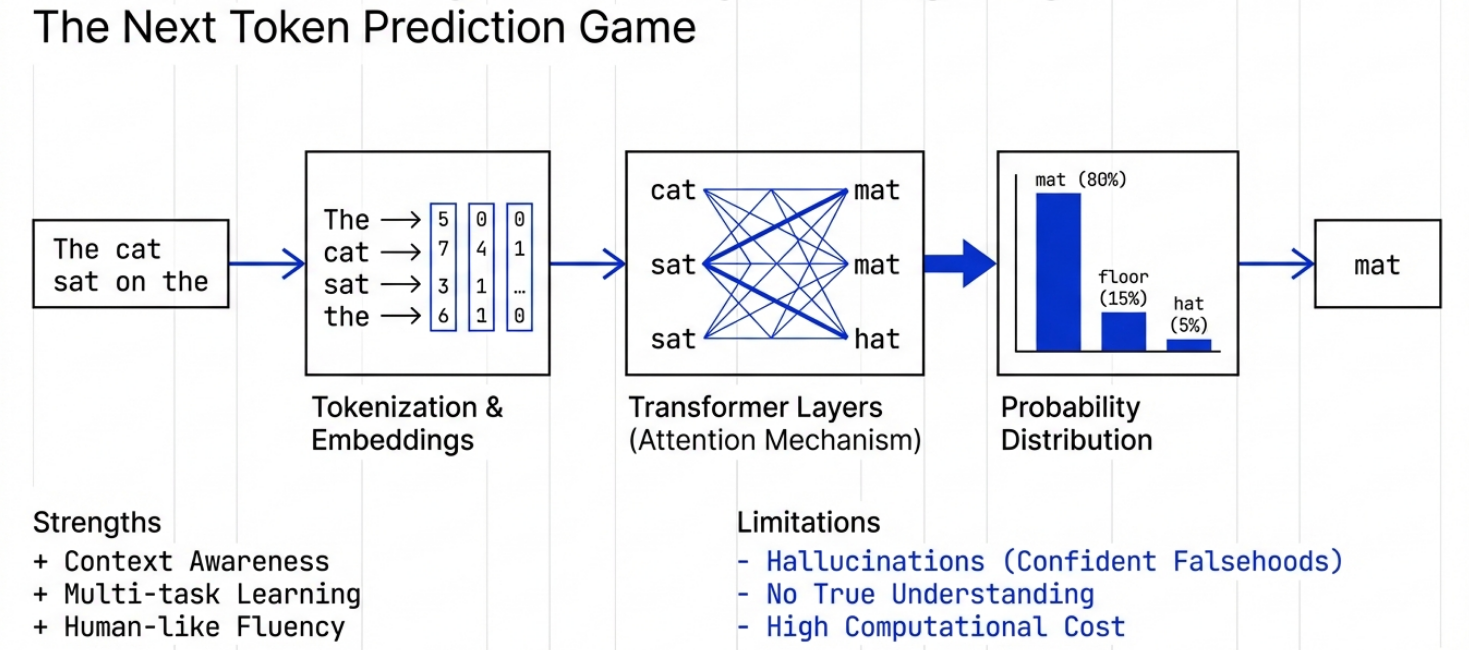 The Next Token Prediction Game
The cat
sat on the
The → 5 0 0
cat → 7 4 1
sat → 3 1 …
the → 6 1 0
Tokenization &
Embeddings
cat mat
sat mat
sat hat
Transformer Layers
(Attention Mechanism)
mat (80%)
floor
(15%)
hat
(5%)
Probability
Distribution
mat
Strengths
+ Context Awareness
+ Multi-task Learning
+ Human-like Fluency
Limitations
- Hallucinations (Confident Falsehoods)
- No True Understanding
- High Computational Cost